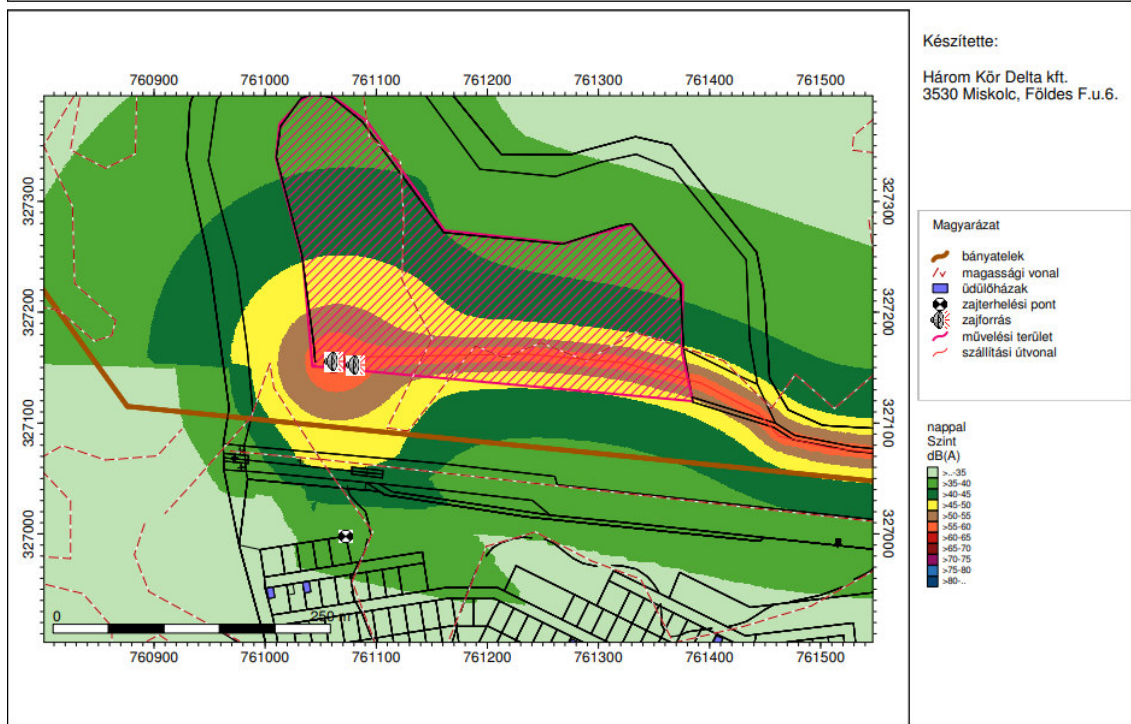 Készítette:
Három Kör Delta kft.
3530 Miskolc, Földes F.u.6.
760900 761000 761100 761200 761300 761400 761500
327300 327300
327200 327200
327100 327100
327000 327000
0 250 m
760900 761000 761100 761200 761300 761400 761500
Magyarázat
bányatelek
magassági vonal
üdülőházak
zajterhelési pont
zajforrás
művelési terület
szállítási útvonal
nappal
Szint
dB(A)
>..-35
>35-40
>40-45
>45-50
>50-55
>55-60
>60-65
>65-70
>70-75
>75-80
>80-..